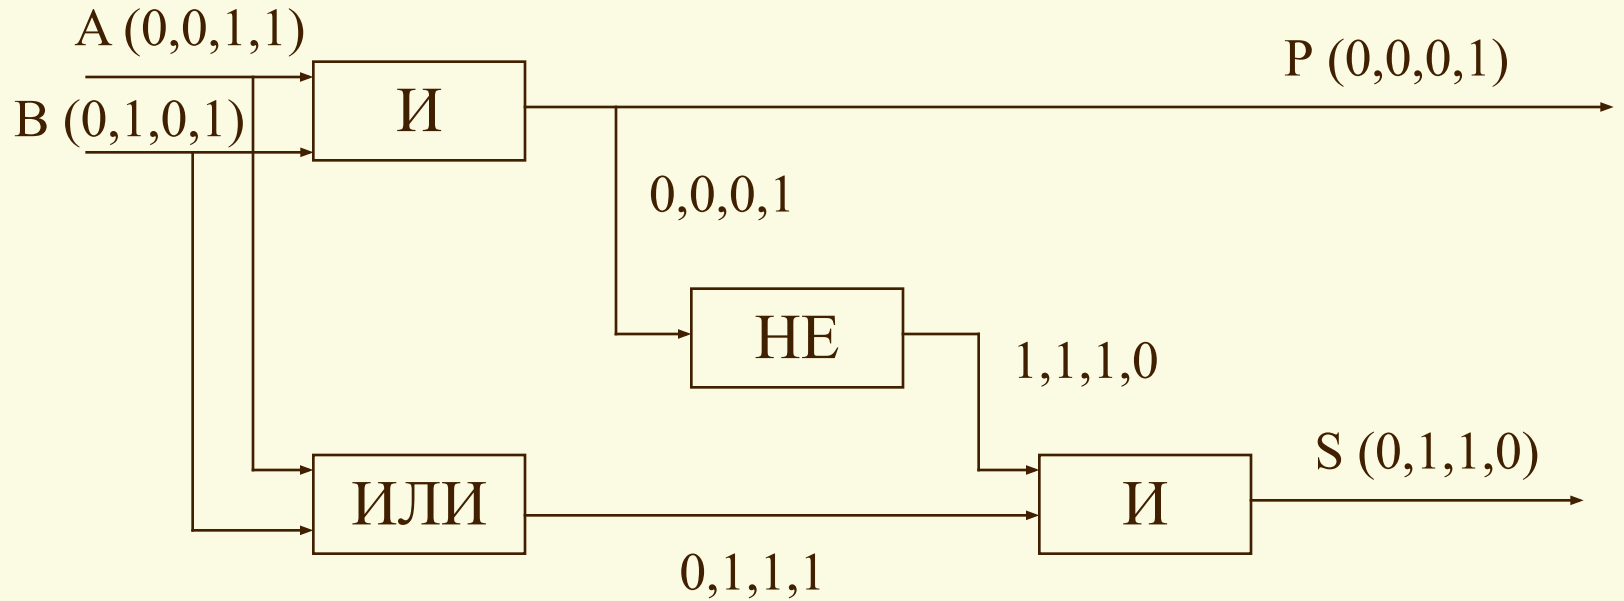 A (0,0,1,1)
P (0,0,0,1)
B (0,1,0,1)
И
0,0,0,1
НЕ
1,1,1,0
S (0,1,1,0)
ИЛИ
И
0,1,1,1